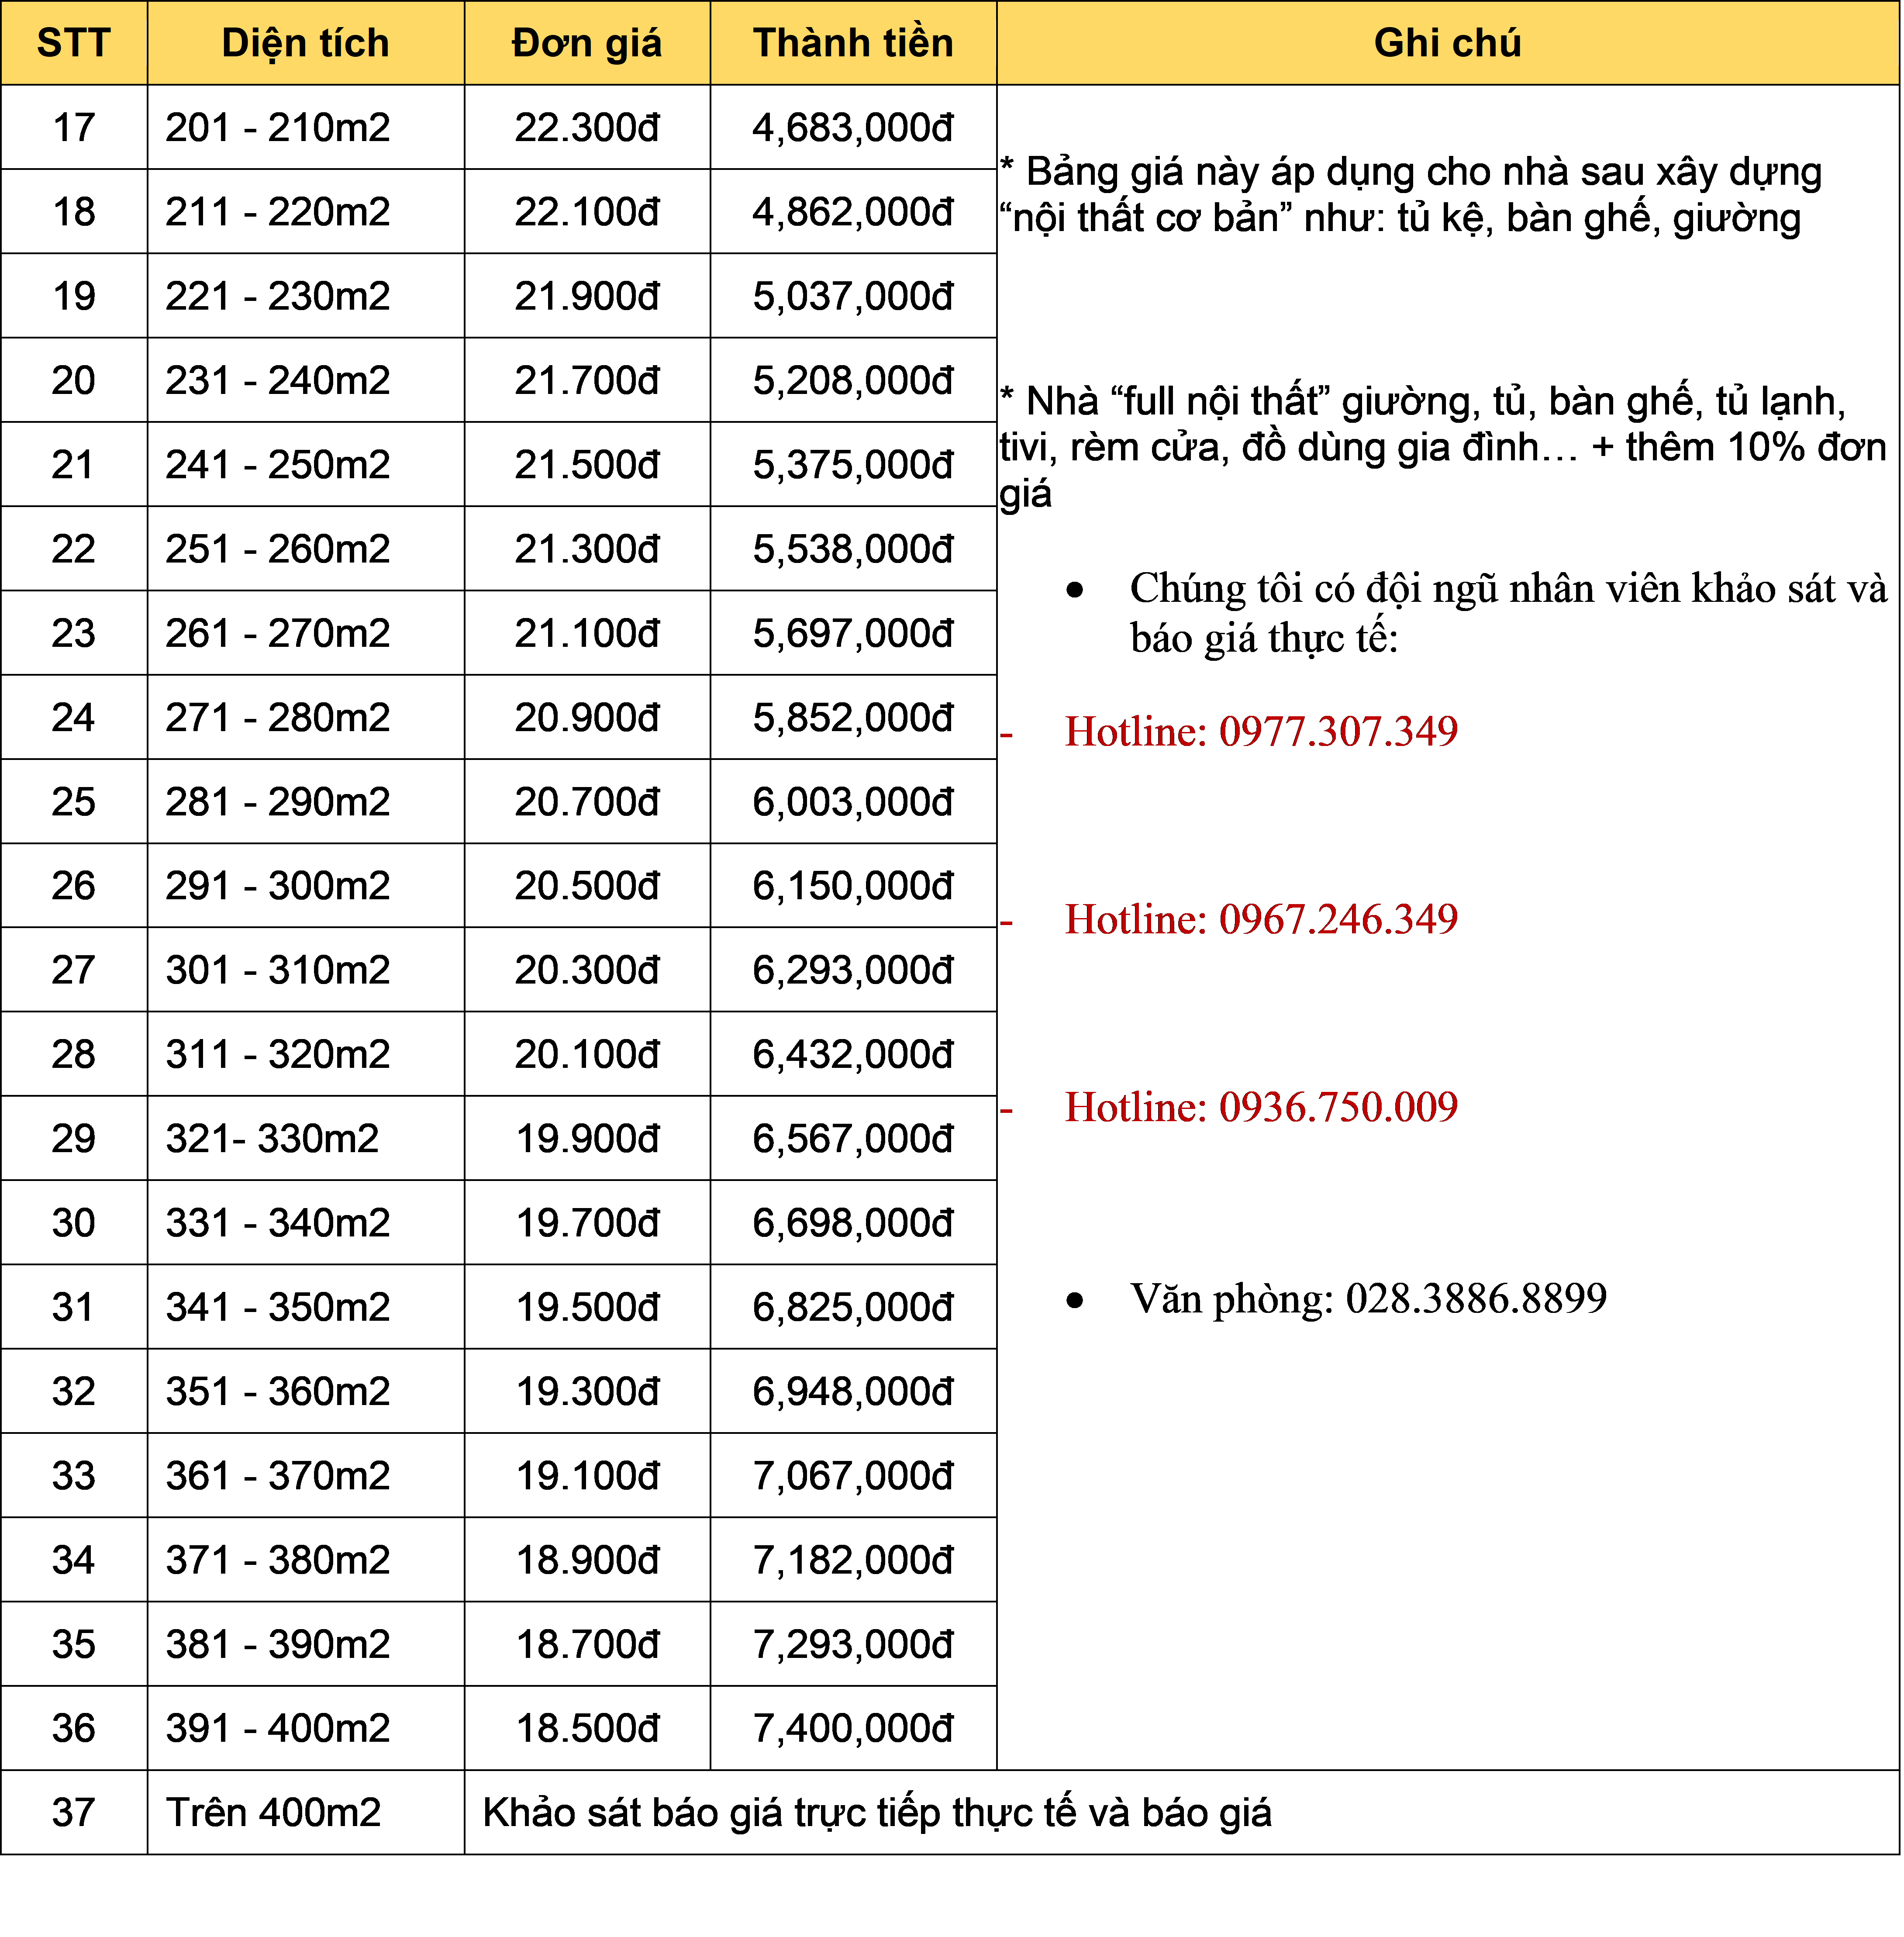 STT Diện tích Đơn giá Thành tiền Ghi chú
17 201 - 210m2 22.300đ 4,683,000đ
18 211 - 220m2 22.100đ 4,862,000đ
19 221 - 230m2 21.900đ 5,037,000đ
20 231 - 240m2 21.700đ 5,208,000đ
21 241 - 250m2 21.500đ 5,375,000đ
22 251 - 260m2 21.300đ 5,538,000đ
23 261 - 270m2 21.100đ 5,697,000đ
24 271 - 280m2 20.900đ 5,852,000đ
25 281 - 290m2 20.700đ 6,003,000đ
26 291 - 300m2 20.500đ 6,150,000đ
27 301 - 310m2 20.300đ 6,293,000đ
28 311 - 320m2 20.100đ 6,432,000đ
29 321- 330m2 19.900đ 6,567,000đ
30 331 - 340m2 19.700đ 6,698,000đ
31 341 - 350m2 19.500đ 6,825,000đ
32 351 - 360m2 19.300đ 6,948,000đ
33 361 - 370m2 19.100đ 7,067,000đ
34 371 - 380m2 18.900đ 7,182,000đ
35 381 - 390m2 18.700đ 7,293,000đ
36 391 - 400m2 18.500đ 7,400,000đ
* Bảng giá này áp dụng cho nhà sau xây dựng
“nội thất cơ bản” như: tủ kệ, bàn ghế, giường
* Nhà “full nội thất” giường, tủ, bàn ghế, tủ lạnh,
tivi, rèm cửa, đồ dùng gia đình… + thêm 10% đơn
giá
• Chúng tôi có đội ngũ nhân viên khảo sát và
báo giá thực tế:
- Hotline: 0977.307.349
- Hotline: 0967.246.349
- Hotline: 0936.750.009
• Văn phòng: 028.3886.8899
37 Trên 400m2 Khảo sát báo giá trực tiếp thực tế và báo giá